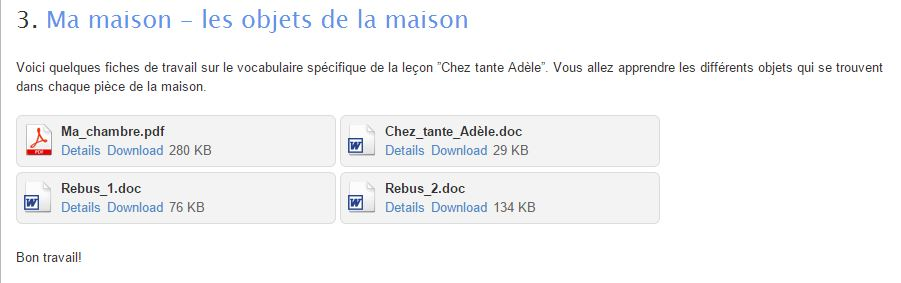 3. Ma maison – les objets de la maison
Voici quelques fiches de travail sur le vocabulaire spécifique de la leçon "Chez tante Adèle". Vous allez apprendre les différents objets qui se trouvent
dans chaque pièce de la maison.
Ma_chambre.pdf
Details Download 280 KB
Chez_tante_Adèle.doc
Details Download 29 KB
Rebus_1.doc
Details Download 76 KB
Rebus_2.doc
Details Download 134 KB
Bon travail!